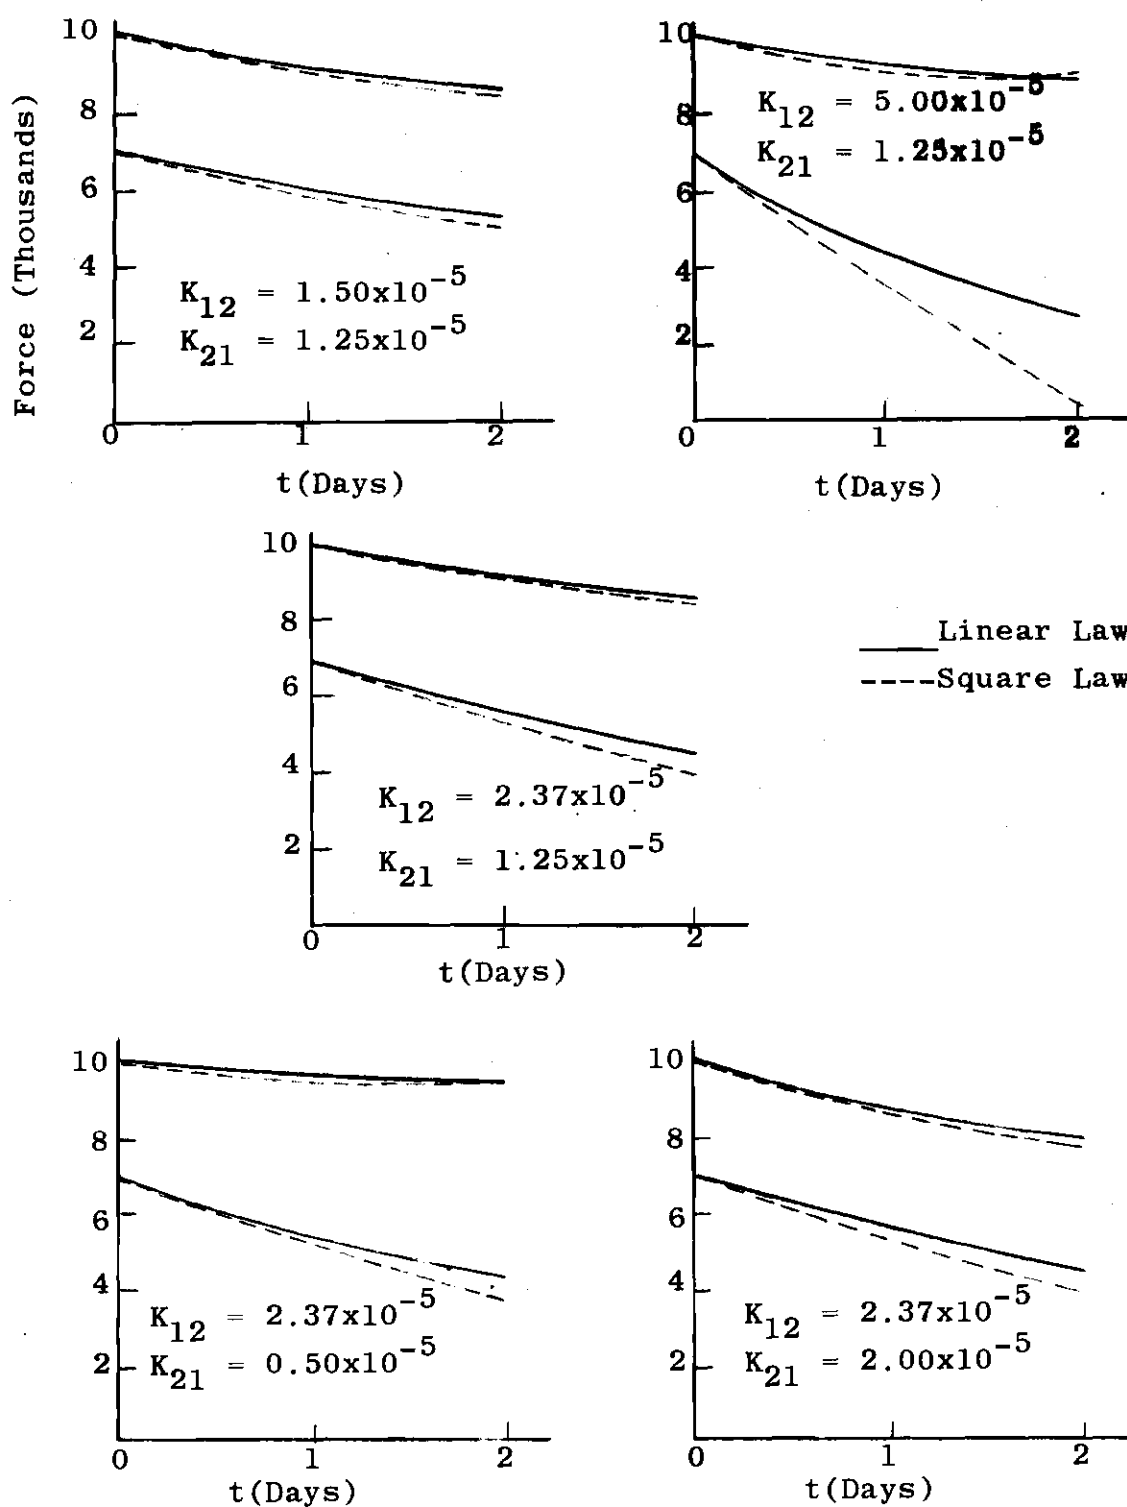 Force (Thousands)
10
8
6
4
2
0
1
2
t(Days)
K12 = 1.50x10-5
K21 = 1.25x10-5
10
8
6
4
2
0
1
2
t(Days)
K12 = 5.00x10-5
K21 = 1.25x10-5
10
8
6
4
2
0
1
2
t(Days)
K12 = 2.37x10-5
K21 = 1.25x10-5
Linear Law
Square Law
10
8
6
4
2
0
1
2
t(Days)
K12 = 2.37x10-5
K21 = 0.50x10-5
10
8
6
4
2
0
1
2
t(Days)
K12 = 2.37x10-5
K21 = 2.00x10-5